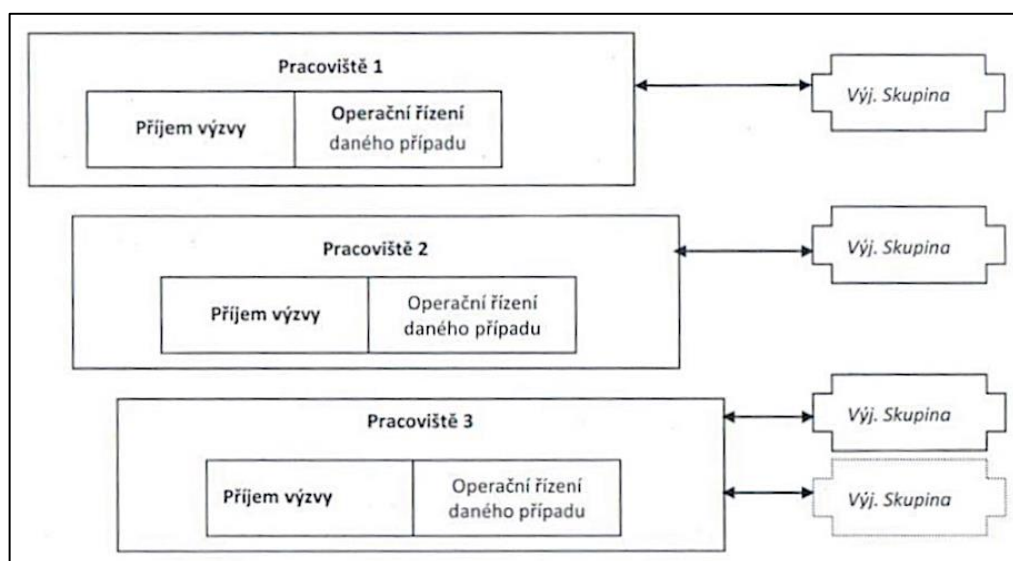 Pracoviště 1
Příjem výzvy
Operační řízení
daného případu
Výj. Skupina
Pracoviště 2
Příjem výzvy
Operační řízení
daného případu
Výj. Skupina
Pracoviště 3
Příjem výzvy
Operační řízení
daného případu
Výj. Skupina
Výj. Skupina